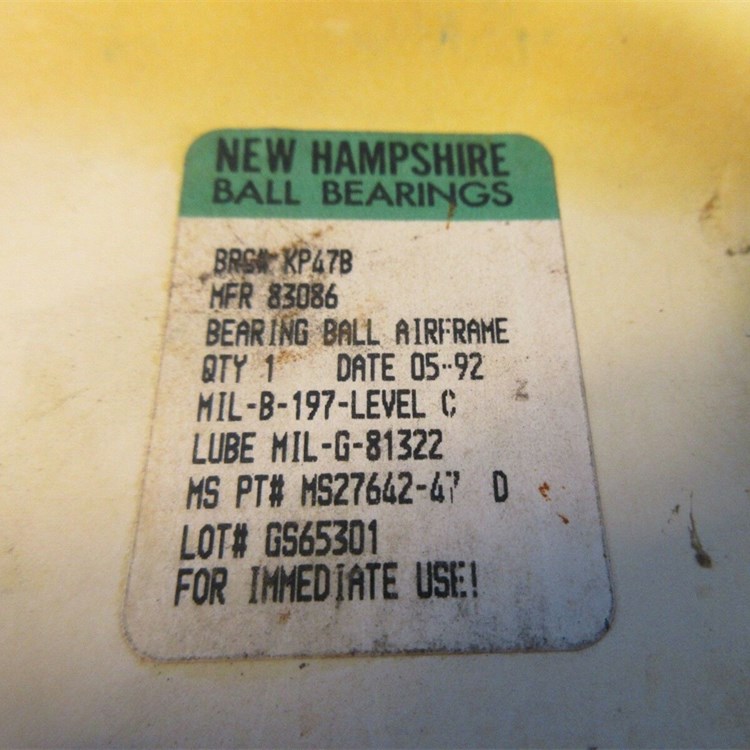 NEW HAMPSHIRE
BALL BEARINGS
BRG# KP47B
MFR 83086
BEARING BALL AIRFRAME
QTY 1 DATE 05-92
MIL-B-197-LEVEL C
LUBE MIL-G-81322
MS PT# MS27642-47 D
LOT# GS65301
FOR IMMEDIATE USE!